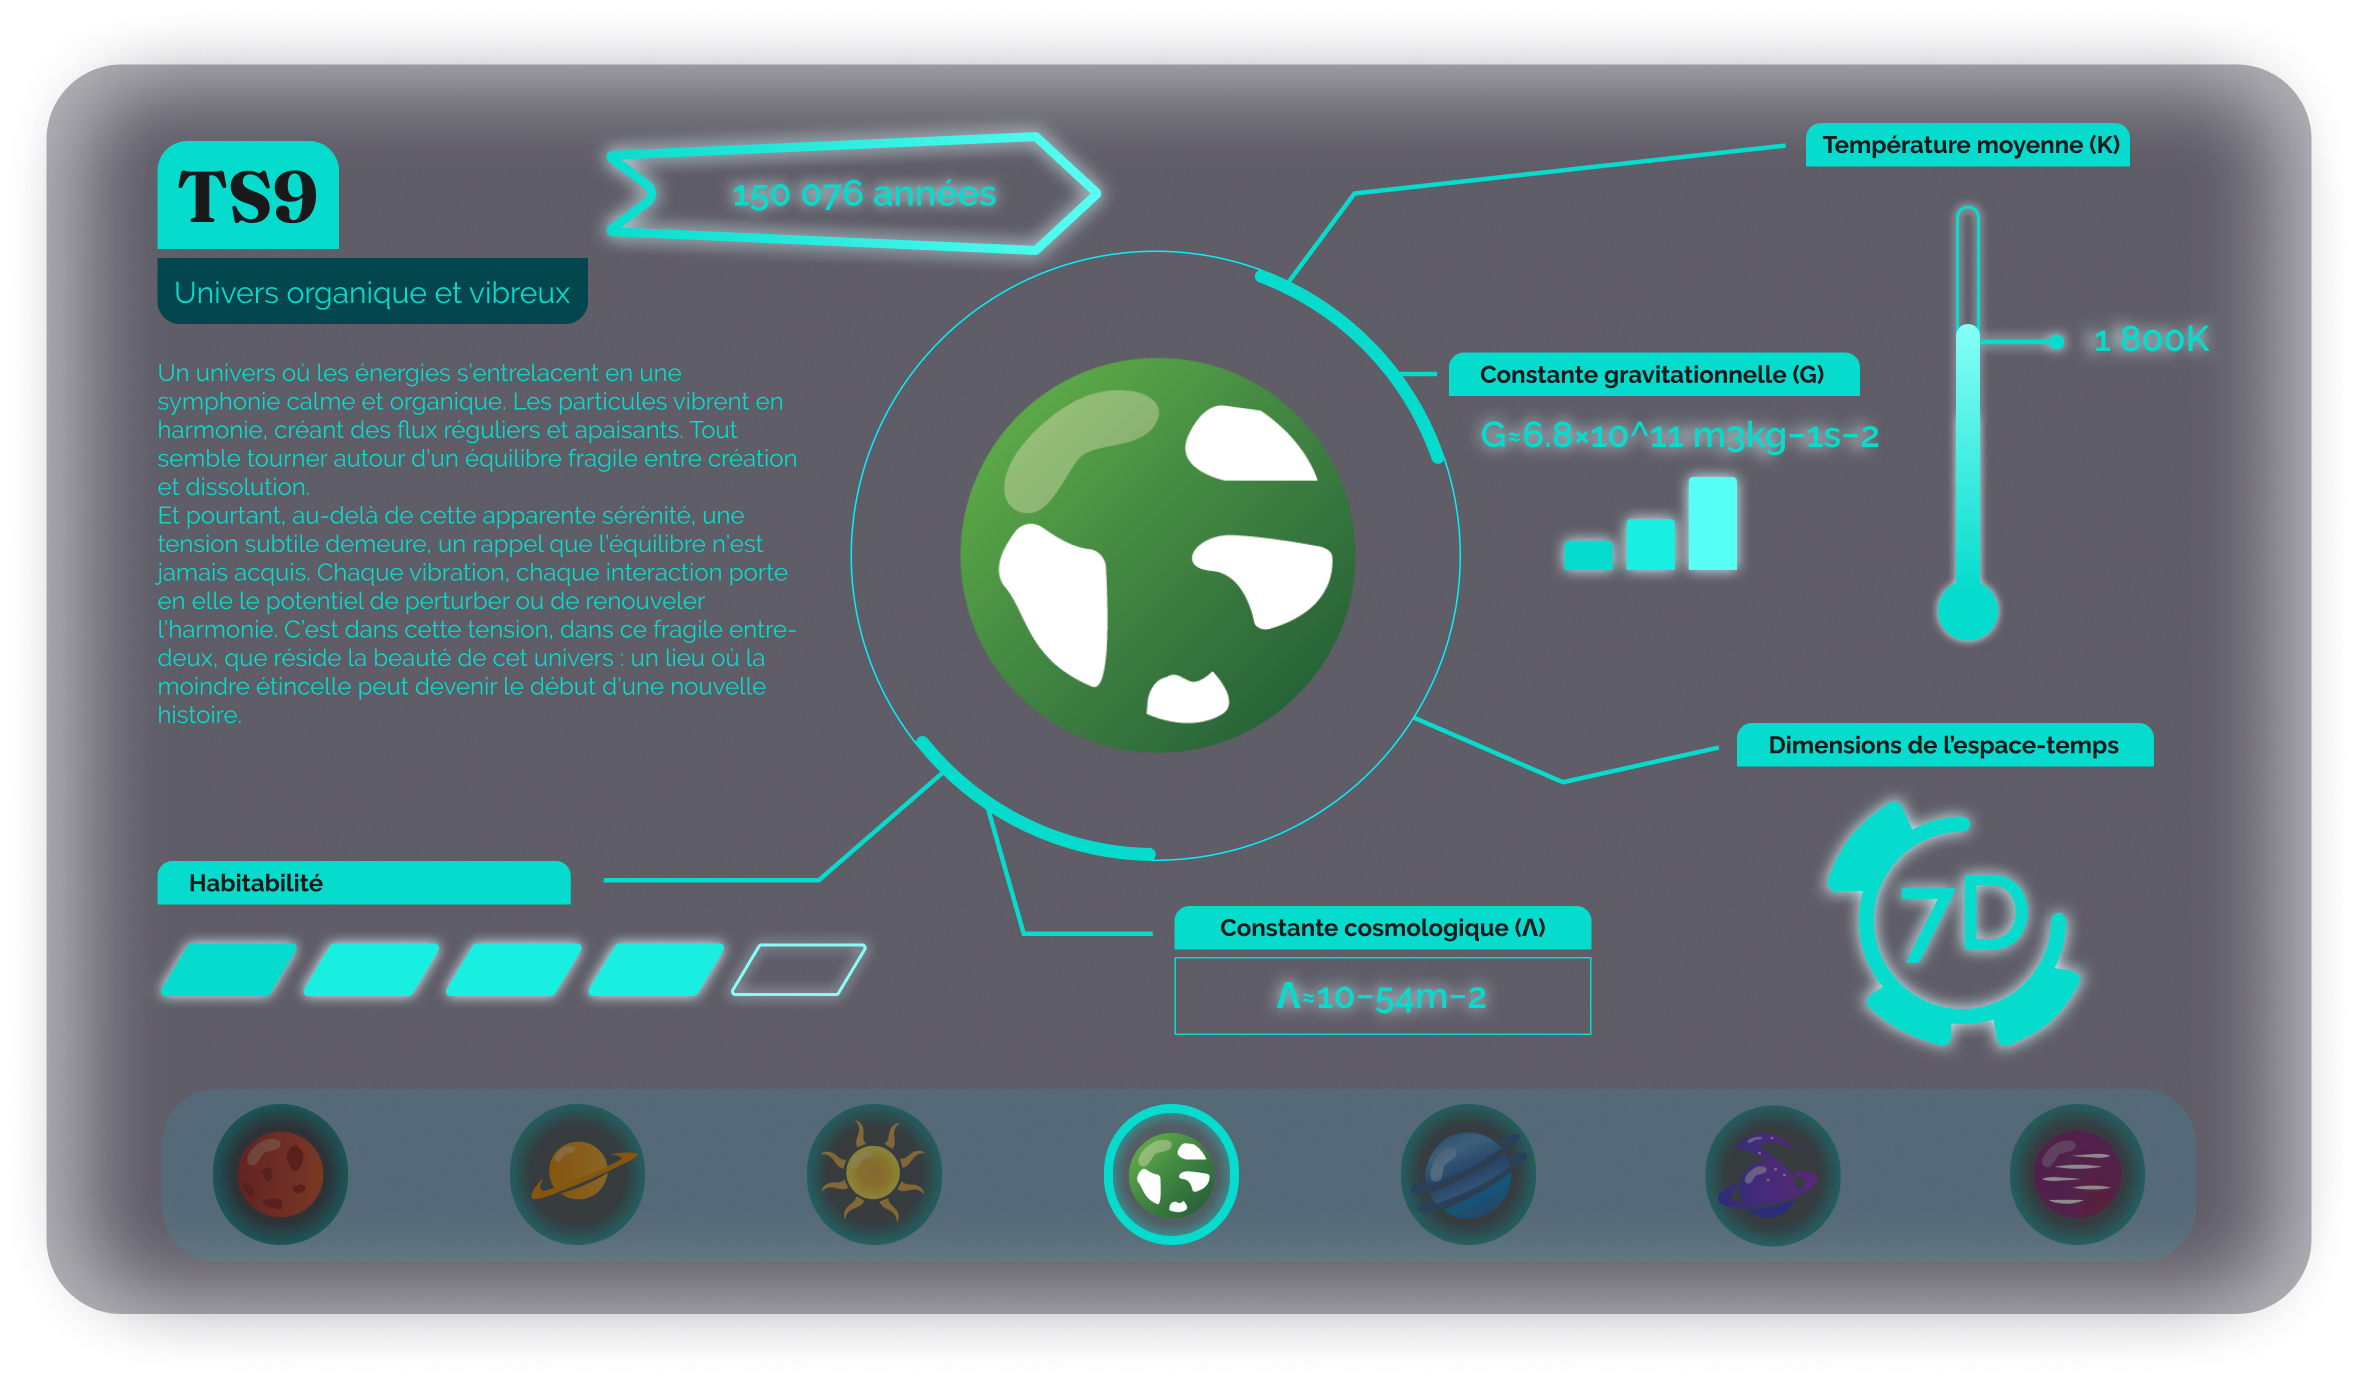 TS9
Univers organique et vibreux
150 076 années
Un univers où les énergies s'entrelacent en une
symphonie calme et organique. Les particules vibrent en
harmonie, créant des flux réguliers et apaisants. Tout
semble tourner autour d'un équilibre fragile entre création
et dissolution.
Et pourtant, au-delà de cette apparente sérénité, une
tension subtile demeure, un rappel que l'équilibre n'est
jamais acquis. Chaque vibration, chaque interaction porte
en elle le potentiel de perturber ou de renouveler
l'harmonie. C'est dans cette tension, dans ce fragile entre-
deux, que réside la beauté de cet univers : un lieu où la
moindre étincelle peut devenir le début d'une nouvelle
histoire.
Température moyenne (K)
1 800K
Constante gravitationnelle (G)
G≈6.8×10^11 m3kg−1s−2
Dimensions de l'espace-temps
7D
Habitabilité
Constante cosmologique (Λ)
Λ≈10−54m−2